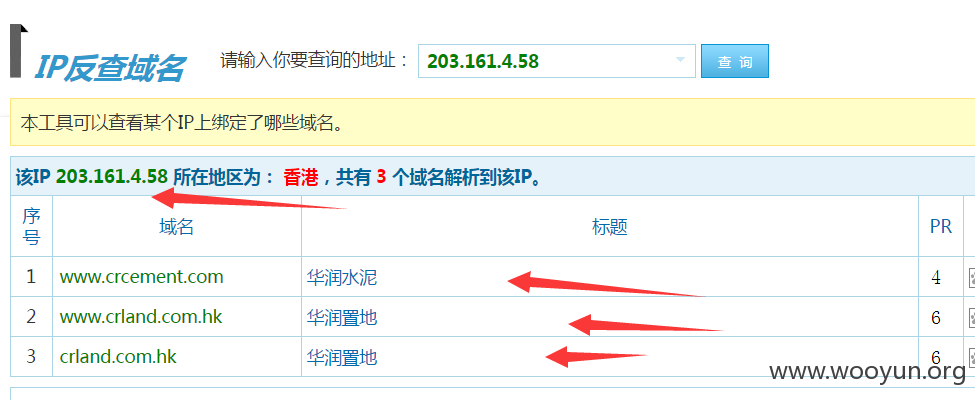 IP反查域名 请输入你要查询的地址： 203.161.4.58 查 询
本工具可以查看某个IP上绑定了哪些域名。
该IP 203.161.4.58 所在地区为： 香港，共有 3 个域名解析到该IP。
序号 域名 标题 PR
1 www.crcement.com 华润水泥 4
2 www.crland.com.hk 华润置地 6
3 crland.com.hk 华润置地 6
www.wooyun.org